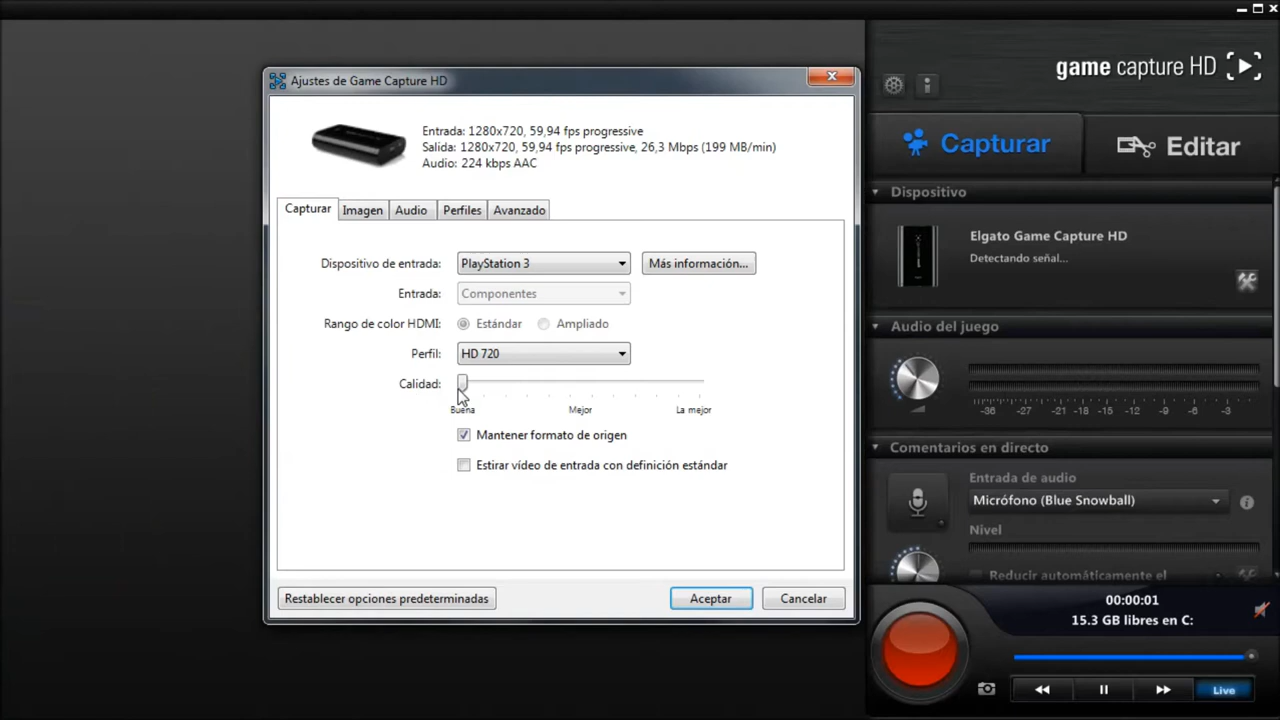 Ajustes de Game Capture HD
Entrada: 1280x720, 59,94 fps progressive
Salida: 1280x720, 59,94 fps progressive, 26,3 Mbps (199 MB/min)
Audio: 224 kbps AAC
Capturar
Imagen
Audio
Perfiles
Avanzado
Dispositivo de entrada:
PlayStation 3
Más información...
Entrada:
Componentes
Rango de color HDMI:
Estándar
Ampliado
Perfil:
HD 720
Calidad:
Buena
Mejor
La mejor
Mantener formato de origen
Estirar vídeo de entrada con definición estándar
Restablecer opciones predeterminadas
Aceptar
Cancelar
game capture HD
Capturar
Editar
Dispositivo
Elgato Game Capture HD
Detectando señal...
Audio del juego
-36 -27 -21 -18 -15 -12 -9 -6 -3
Comentarios en directo
Entrada de audio
Micrófono (Blue Snowball)
Nivel
Reducir automáticamente el
00:00:01
15.3 GB libres en C:
Live